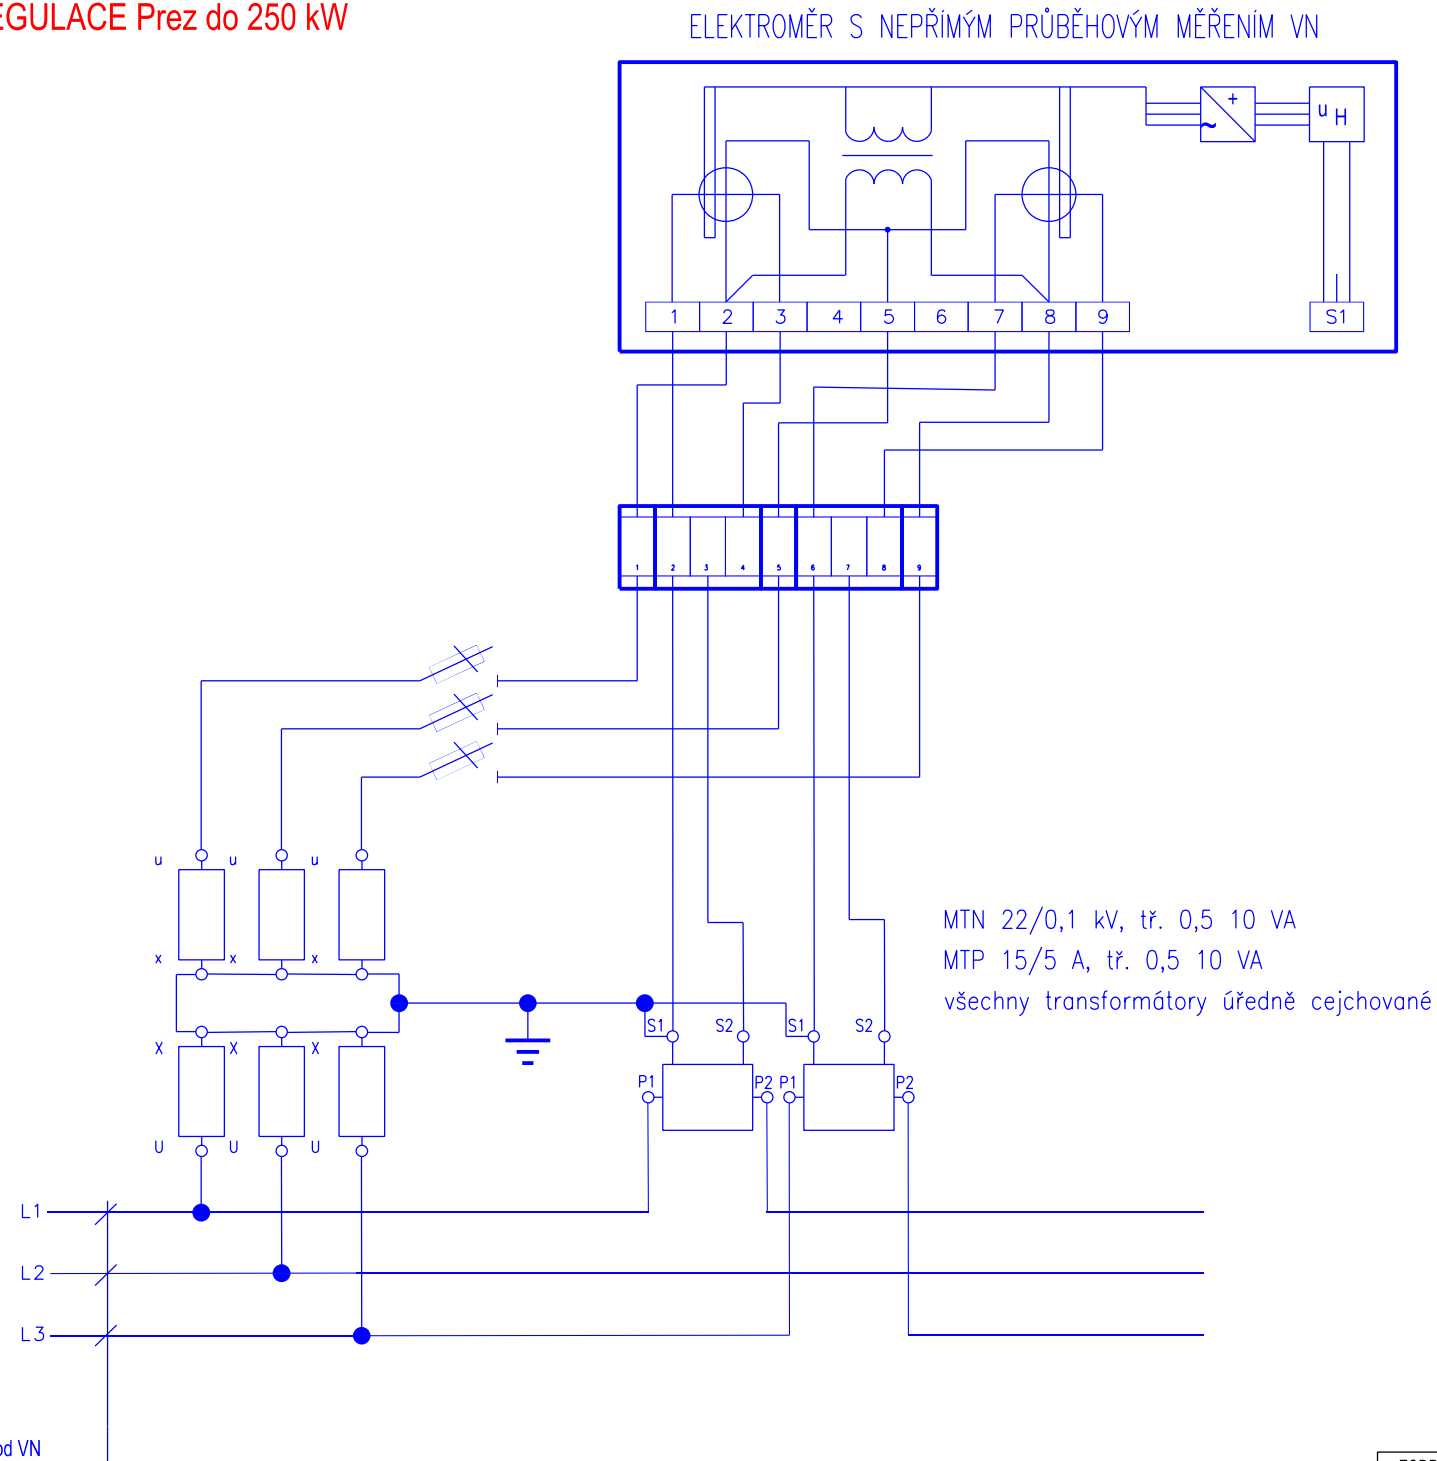 EGULACE Prez do 250 kW
ELEKTROMĚR S NEPŘÍMÝM PRŮBĚHOVÝM MĚŘENÍM VN
+
~
u H
1 2 3 4 5 6 7 8 9
S1
1 2 3 4 5 6 7 8 9
u u u
x x x
MTN 22/0,1 kV, tř. 0,5 10 VA
MTP 15/5 A, tř. 0,5 10 VA
všechny transformátory úředně cejchované
S1 S2 S1 S2
X X X
P1 P2 P1 P2
U U U
L1
L2
L3
od VN